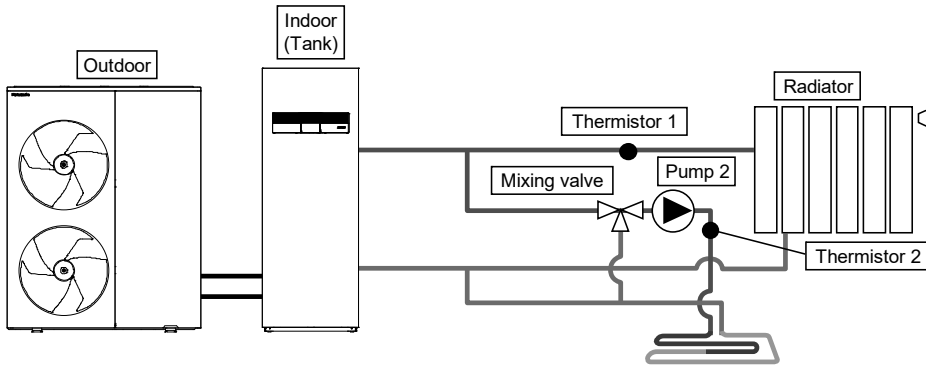 Indoor
(Tank)
Outdoor
Radiator
Thermistor 1
Mixing valve
Pump 2
Thermistor 2